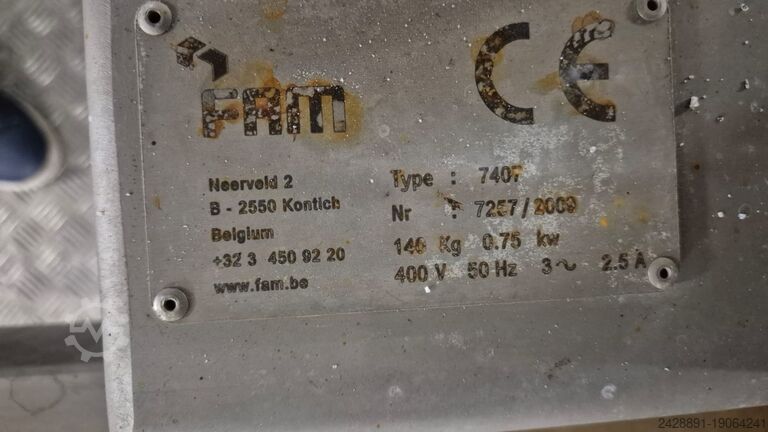 FAM
CE
Neerveld 2
B - 2550 Kontich
Belgium
+32 3 450 92 20
www.fam.be
Type :
Nr : 7257/2009
140 Kg 0.75 kw
400 V 50 Hz 3~ 2.5 A
2428891-19064241